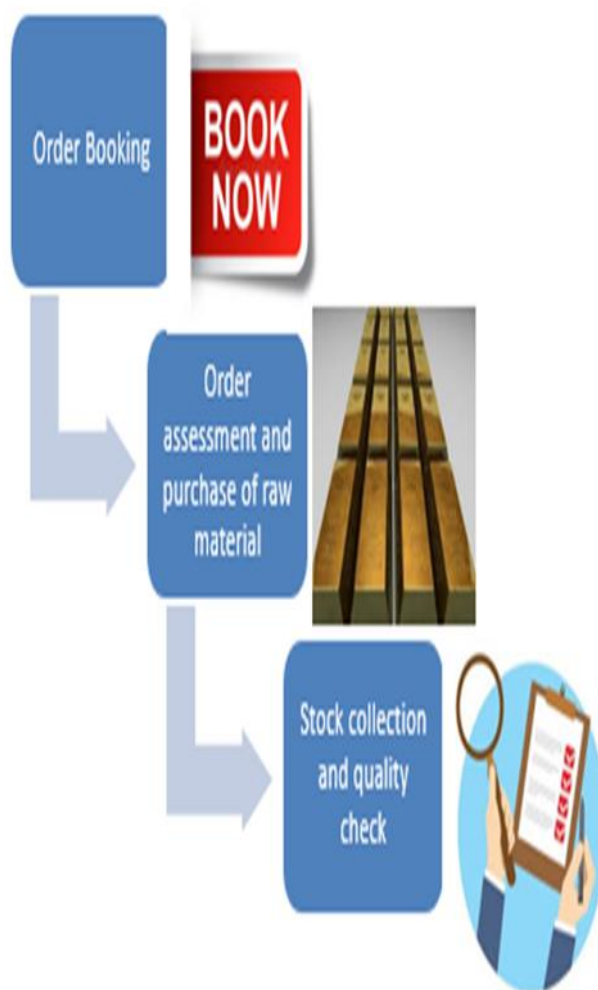 Order Booking
BOOK
NOW
Order
assessment and
purchase of raw
material
Stock collection
and quality
check